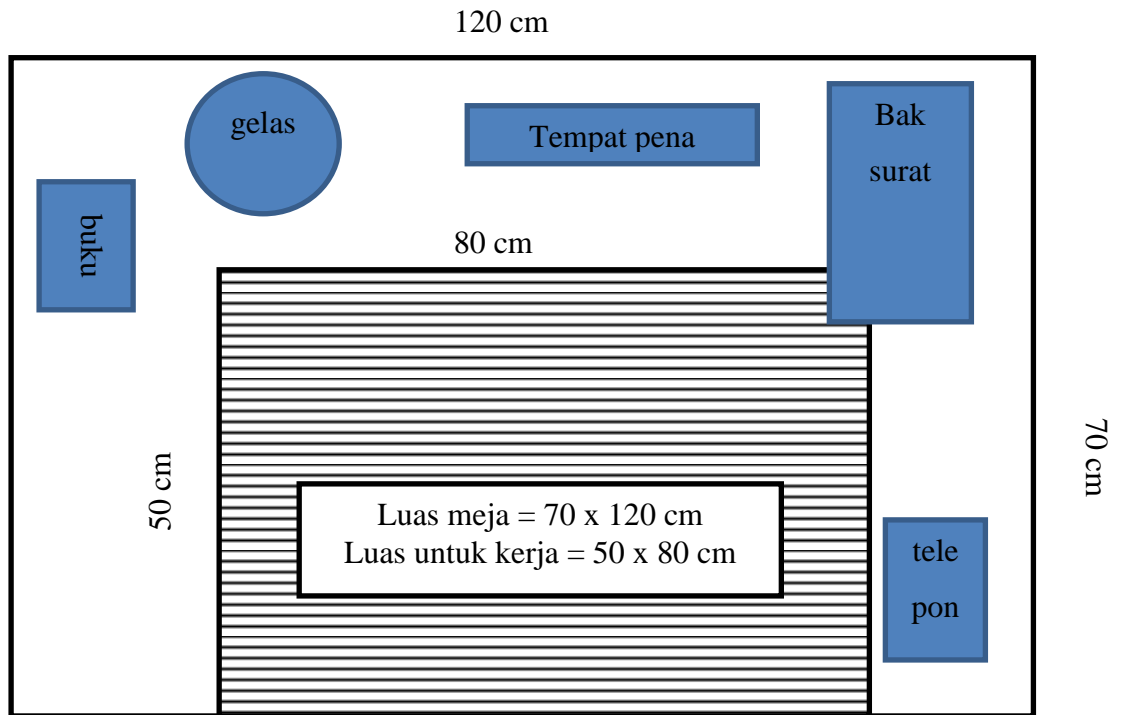 120 cm
gelas
Tempat pena
Bak
surat
buku
80 cm
50 cm
70 cm
Luas meja = 70 x 120 cm
Luas untuk kerja = 50 x 80 cm
tele
pon